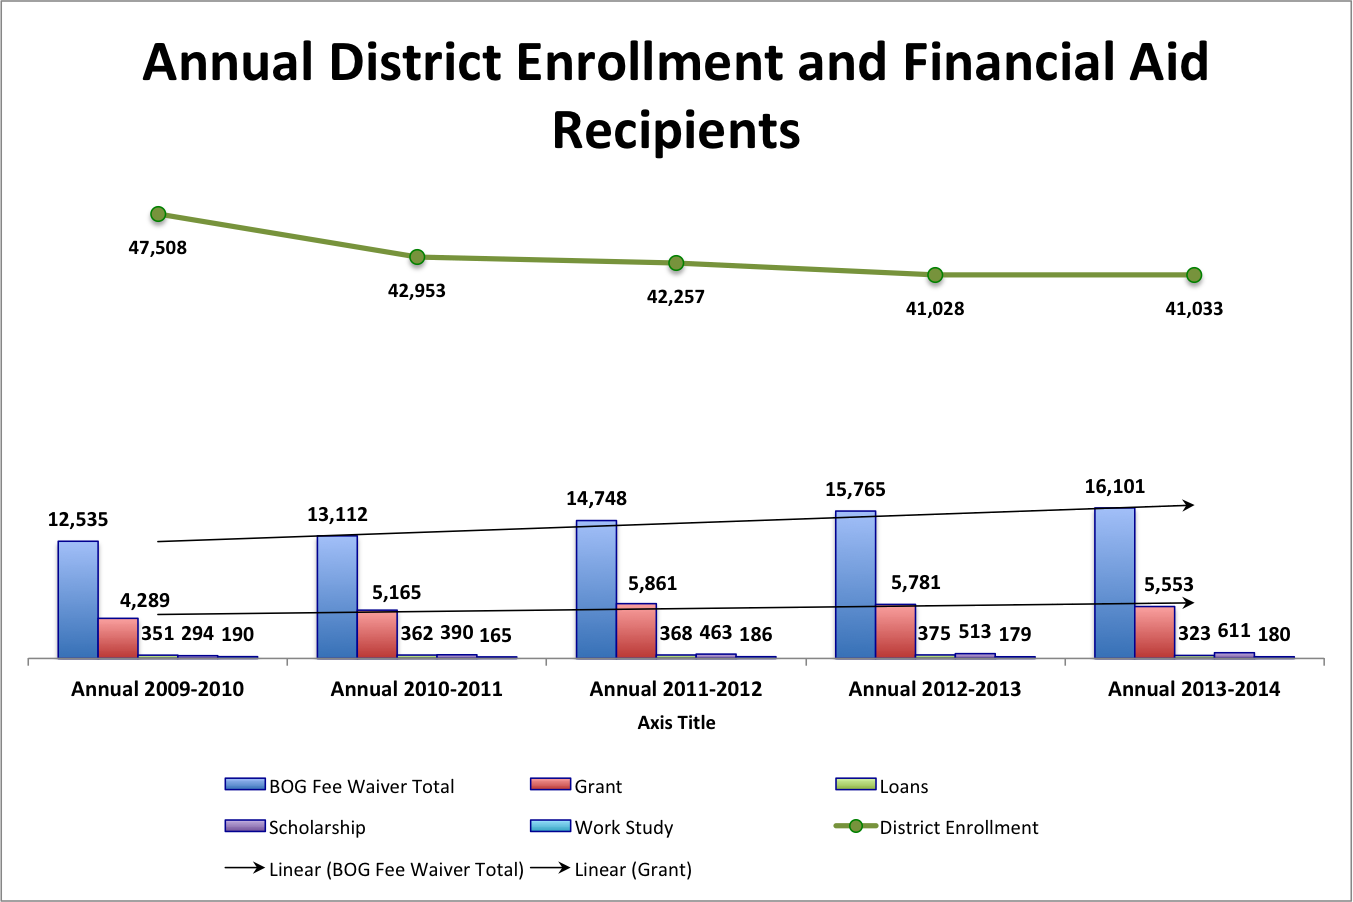 Annual District Enrollment and Financial Aid
Recipients
47,508
42,953
42,257
41,028
41,033
12,535
13,112
14,748
15,765
16,101
4,289
5,165
5,861
5,781
5,553
351 294 190
362 390 165
368 463 186
375 513 179
323 611 180
Annual 2009-2010
Annual 2010-2011
Annual 2011-2012
Annual 2012-2013
Annual 2013-2014
Axis Title
BOG Fee Waiver Total
Grant
Loans
Scholarship
Work Study
District Enrollment
Linear (BOG Fee Waiver Total)
Linear (Grant)